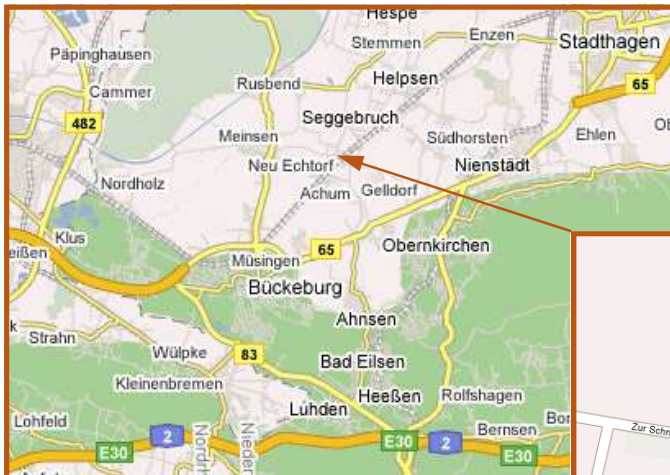 Hespe
Enzen
Stemmen
Stadthagen
Päpinghausen
Cammer
Rusbend
Helpsen
65
482
Seggebruch
Meinsen
Südhorsten
Ehlen
Neu Echtorf
Nienstädt
Nordholz
Achum
Gelldorf
Klus
65
Obernkirchen
Müsingen
Bückeburg
Strahn
Ahnsen
Wülpke
83
Bad Eilsen
Kleinenbremen
Heeßen
Rolfshagen
Luhden
Lohfeld
2
E30
E30
2
Bernsen
E30
Zur Schm